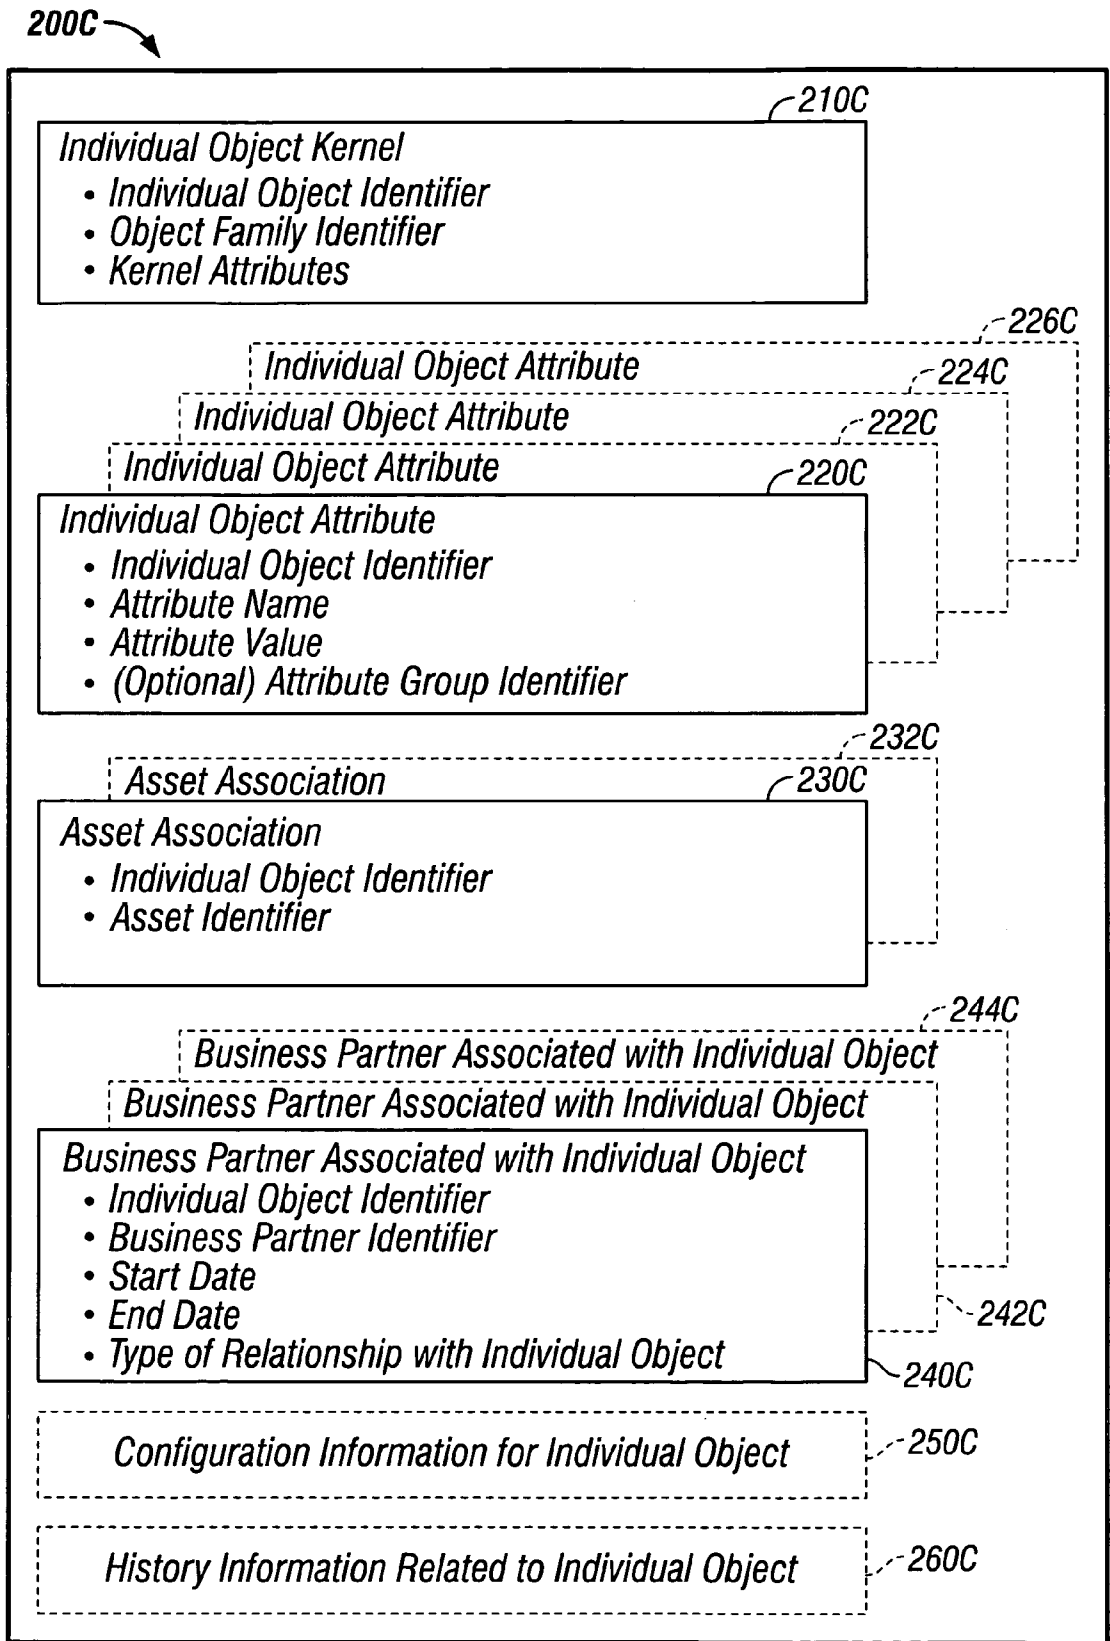 200C
210C
Individual Object Kernel
• Individual Object Identifier
• Object Family Identifier
• Kernel Attributes
226C
Individual Object Attribute
224C
Individual Object Attribute
222C
Individual Object Attribute
220C
Individual Object Attribute
• Individual Object Identifier
• Attribute Name
• Attribute Value
• (Optional) Attribute Group Identifier
232C
Asset Association
230C
Asset Association
• Individual Object Identifier
• Asset Identifier
244C
Business Partner Associated with Individual Object
Business Partner Associated with Individual Object
Business Partner Associated with Individual Object
• Individual Object Identifier
• Business Partner Identifier
• Start Date
• End Date
242C
• Type of Relationship with Individual Object
240C
Configuration Information for Individual Object
250C
History Information Related to Individual Object
260C